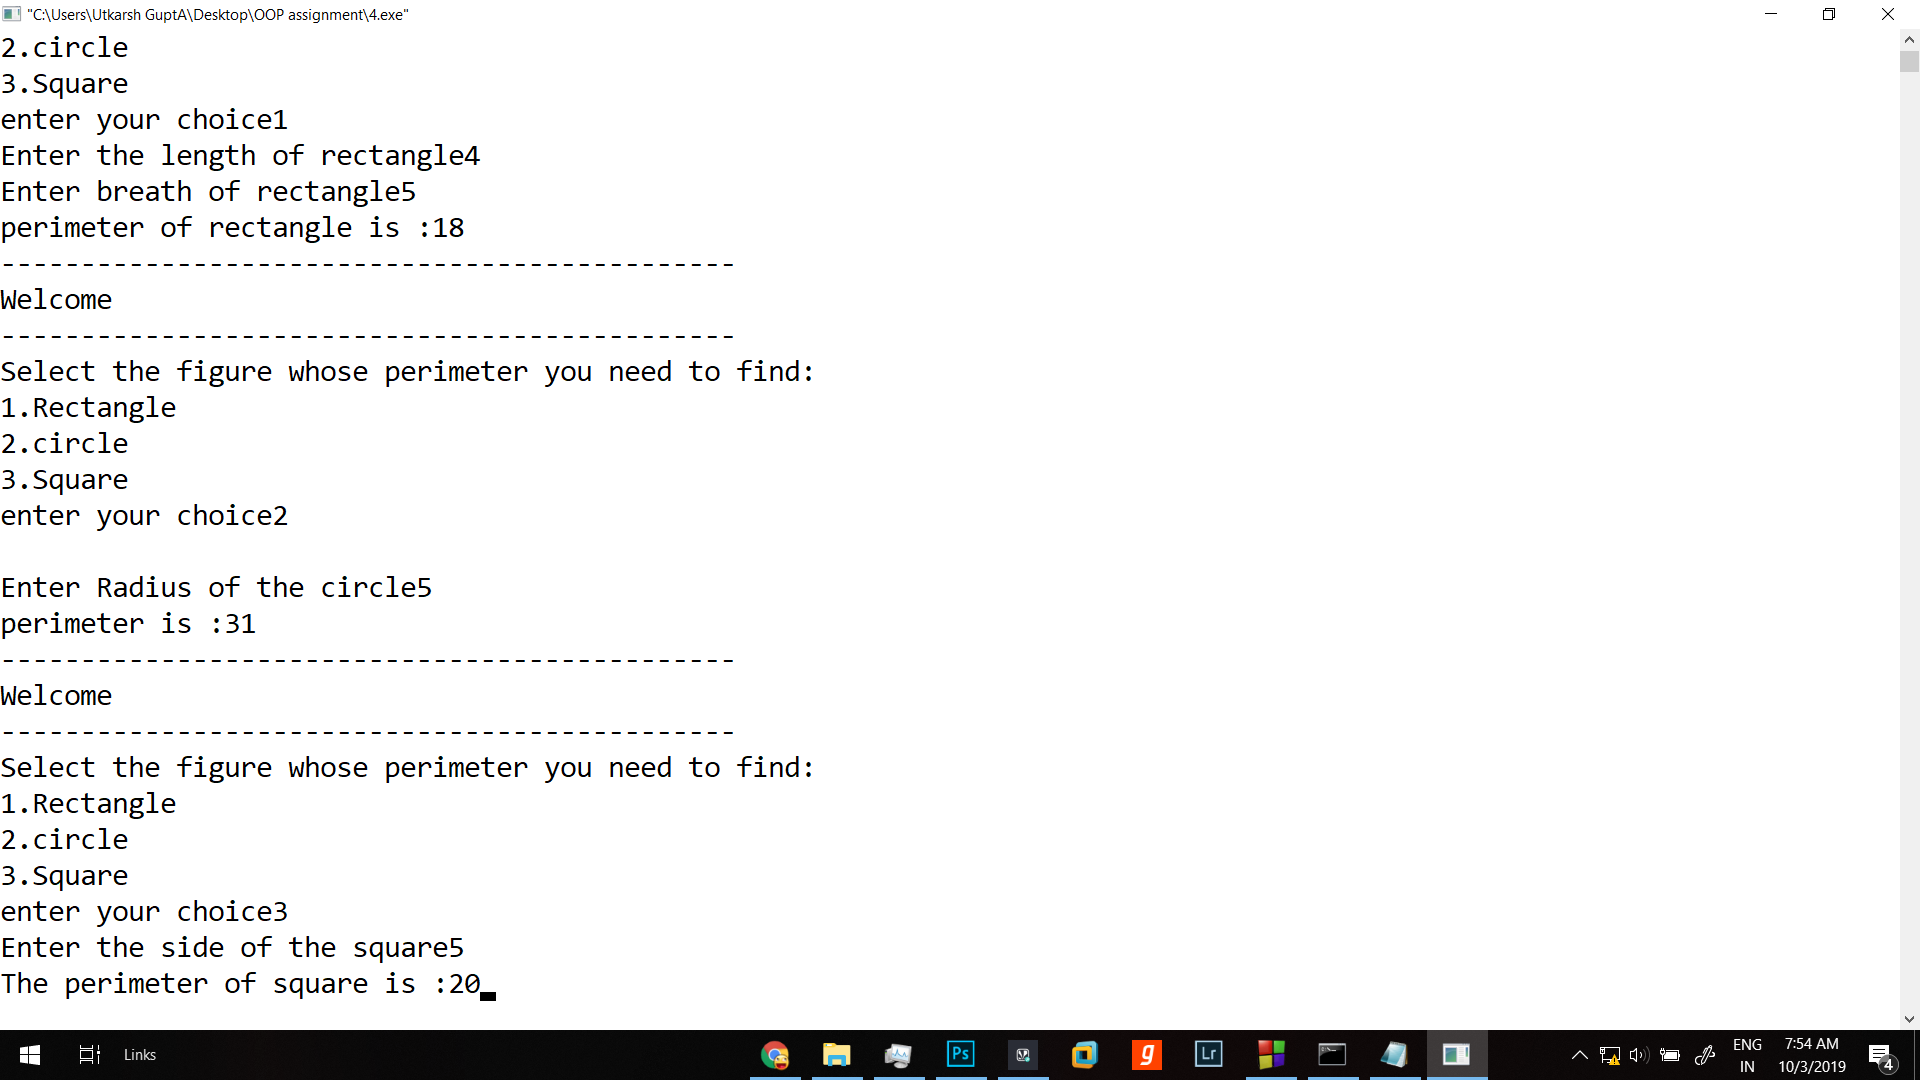 "C:\Users\Utkarsh GuptA\Desktop\OOP assignment\4.exe"
2.circle
3.Square
enter your choice1
Enter the length of rectangle4
Enter breath of rectangle5
perimeter of rectangle is :18
----------------------------------------------
Welcome
----------------------------------------------
Select the figure whose perimeter you need to find:
1.Rectangle
2.circle
3.Square
enter your choice2
Enter Radius of the circle5
perimeter is :31
----------------------------------------------
Welcome
----------------------------------------------
Select the figure whose perimeter you need to find:
1.Rectangle
2.circle
3.Square
enter your choice3
Enter the side of the square5
The perimeter of square is :20
Links
Ps
g
Lr
ENG
IN
7:54 AM
10/3/2019
4